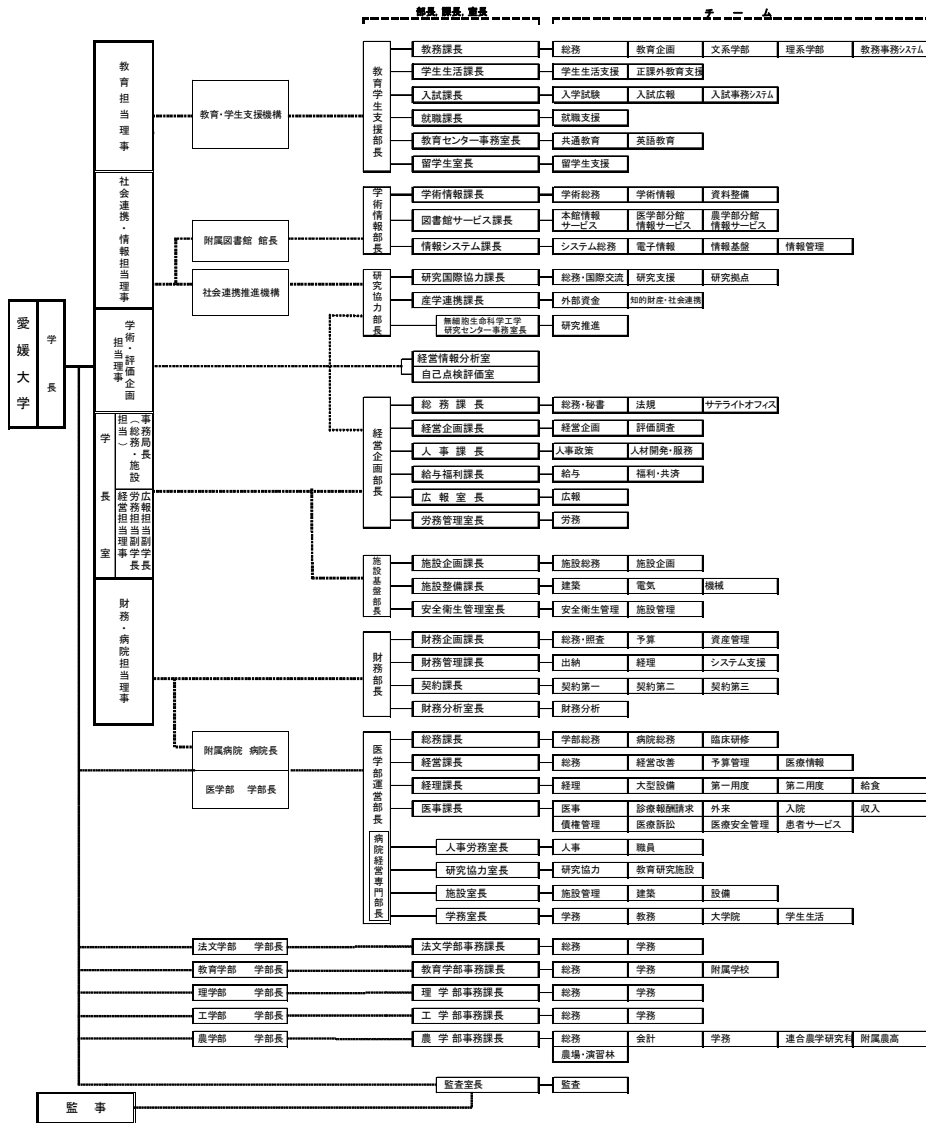 部長、課長、室長
チーム
愛媛大学
学長
教育担当理事
社会連携・情報担当理事
学術・評価企画担当理事
学長室
事務局長（総務・施設担当）
広報担当副学長
労務担当副学長
経営担当理事
財務・病院担当理事
監事
教育・学生支援機構
附属図書館 館長
社会連携推進機構
附属病院 病院長
医学部 学部長
法文学部 学部長
教育学部 学部長
理学部 学部長
工学部 学部長
農学部 学部長
教育学生支援部長
教務課長 総務 教育企画 文系学部 理系学部 教務事務システム
学生生活課長 学生生活支援 正課外教育支援
入試課長 入学試験 入試広報 入試事務システム
就職課長 就職支援
教育センター事務室長 共通教育 英語教育
留学生室長 留学生支援
学術情報部長
学術情報課長 学術総務 学術情報 資料整備
図書館サービス課長 本館情報サービス 医学部分館情報サービス 農学部分館情報サービス
情報システム課長 システム総務 電子情報 情報基盤 情報管理
研究協力部長
研究国際協力課長 総務・国際交流 研究支援 研究拠点
産学連携課長 外部資金 知的財産・社会連携
無細胞生命科学工学研究センター事務室長 研究推進
経営情報分析室
自己点検評価室
経営企画部長
総務課長 総務・秘書 法規 サテライトオフィス
経営企画課長 経営企画 評価調査
人事課長 人事政策 人材開発・服務
給与福利課長 給与 福利・共済
広報室長 広報
労務管理室長 労務
施設基盤部長
施設企画課長 施設総務 施設企画
施設整備課長 建築 電気 機械
安全衛生管理室長 安全衛生管理 施設管理
財務部長
財務企画課長 総務・照査 予算 資産管理
財務管理課長 出納 経理 システム支援
契約課長 契約第一 契約第二 契約第三
財務分析室長 財務分析
医学部運営部長
総務課長 学部総務 病院総務 臨床研修
経営課長 総務 経営改善 予算管理 医療情報
経理課長 経理 大型設備 第一用度 第二用度 給食
医事課長 医事 診療報酬請求 外来 入院 収入
債権管理 医療訴訟 医療安全管理 患者サービス
病院経営専門部長
人事労務室長 人事 職員
研究協力室長 研究協力 教育研究施設
施設室長 施設管理 建築 設備
学務室長 学務 教務 大学院 学生生活
法文学部事務課長 総務 学務
教育学部事務課長 総務 学務 附属学校
理学部事務課長 総務 学務
工学部事務課長 総務 学務
農学部事務課長 総務 会計 学務 連合農学研究科 附属農高
農場・演習林
監査室長 監査